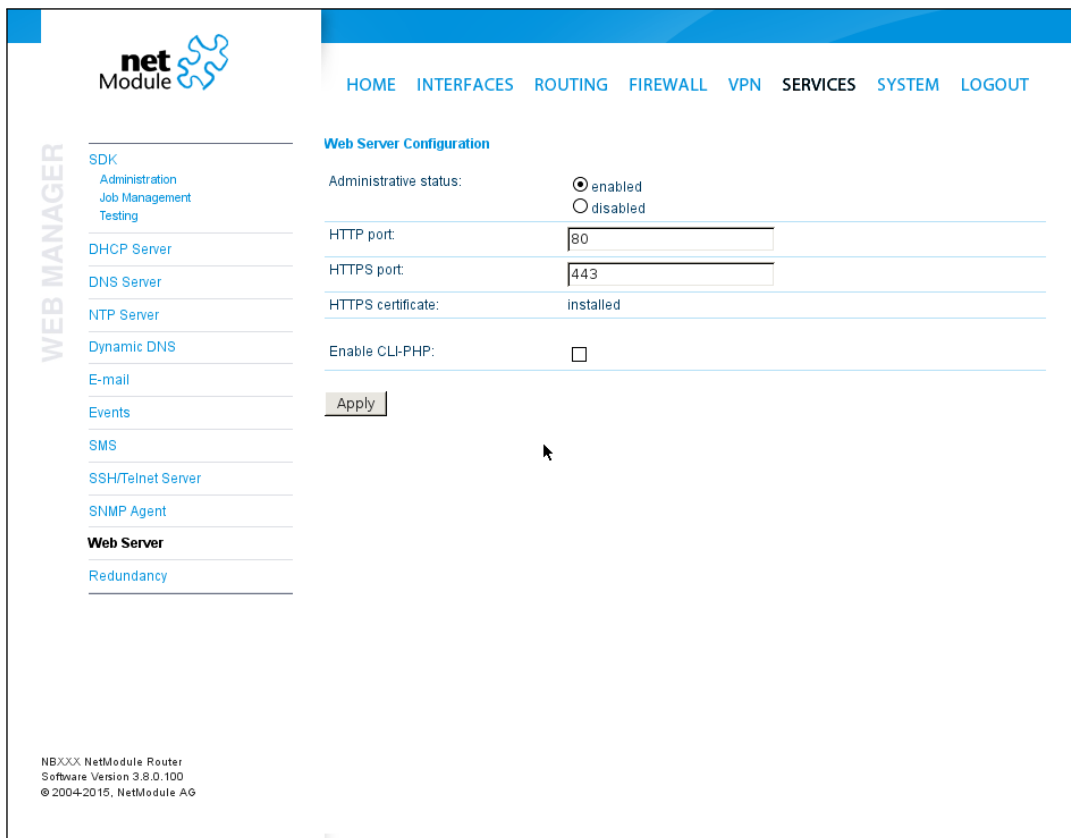 net
Module
HOME INTERFACES ROUTING FIREWALL VPN SERVICES SYSTEM LOGOUT
WEB MANAGER
SDK
Administration
Job Management
Testing
DHCP Server
DNS Server
NTP Server
Dynamic DNS
E-mail
Events
SMS
SSH/Telnet Server
SNMP Agent
Web Server
Redundancy
Web Server Configuration
Administrative status:
enabled
disabled
HTTP port: 80
HTTPS port: 443
HTTPS certificate: installed
Enable CLI-PHP:
Apply
NBXXX NetModule Router
Software Version 3.8.0.100
© 2004-2015, NetModule AG